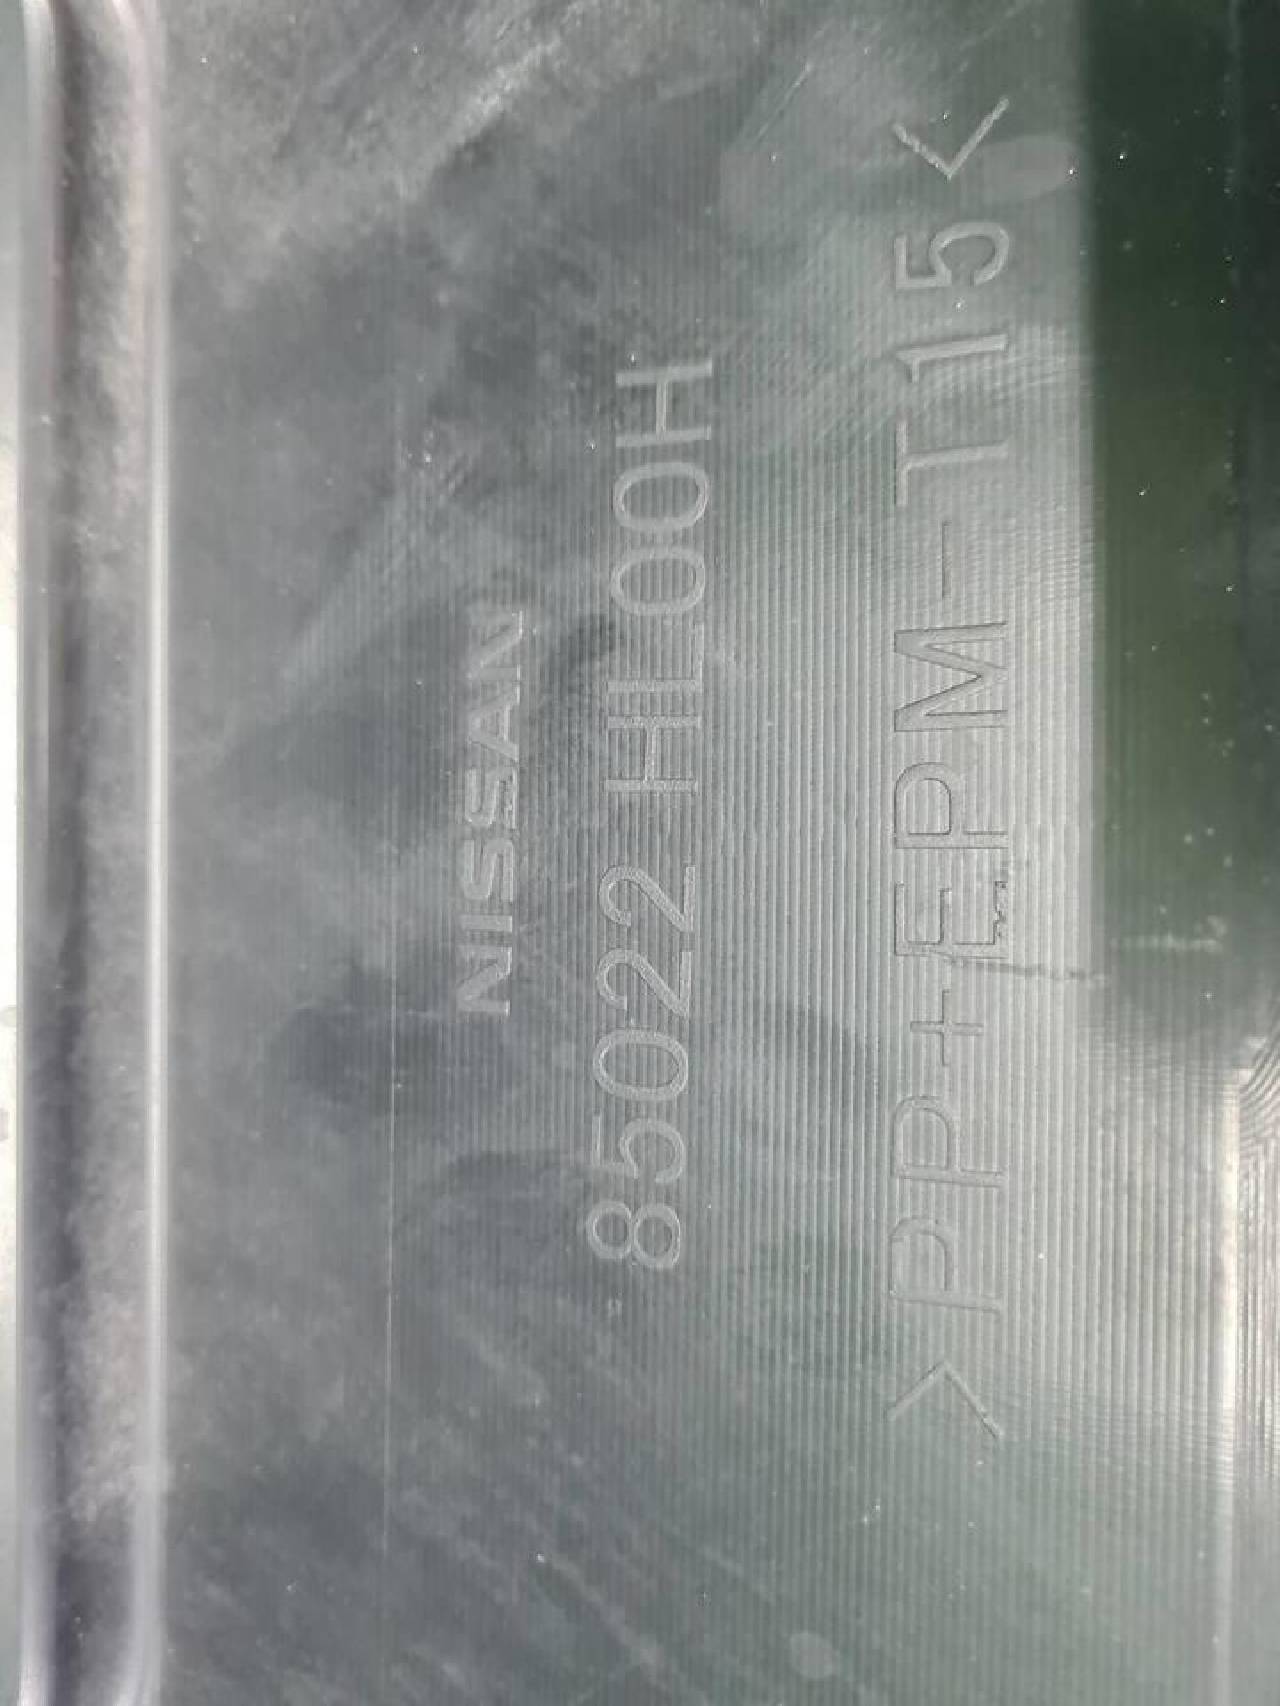 NISSAN
85022 HL00H
>PP+EPM-T15<